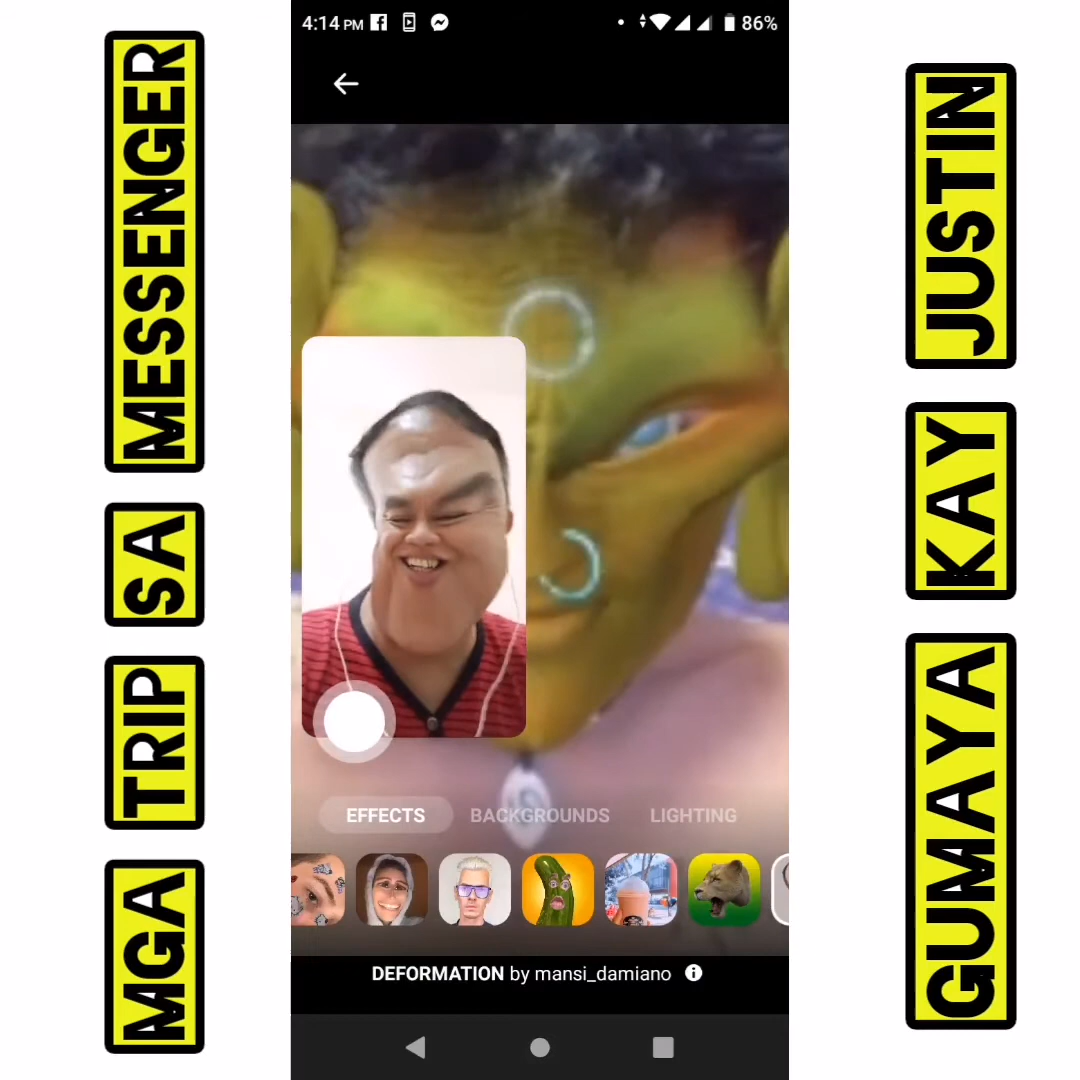 MGA TRIP SA MESSENGER
4:14 PM
86%
EFFECTS
BACKGROUNDS
LIGHTING
DEFORMATION by mansi_damiano
GUMAYA KAY JUSTIN